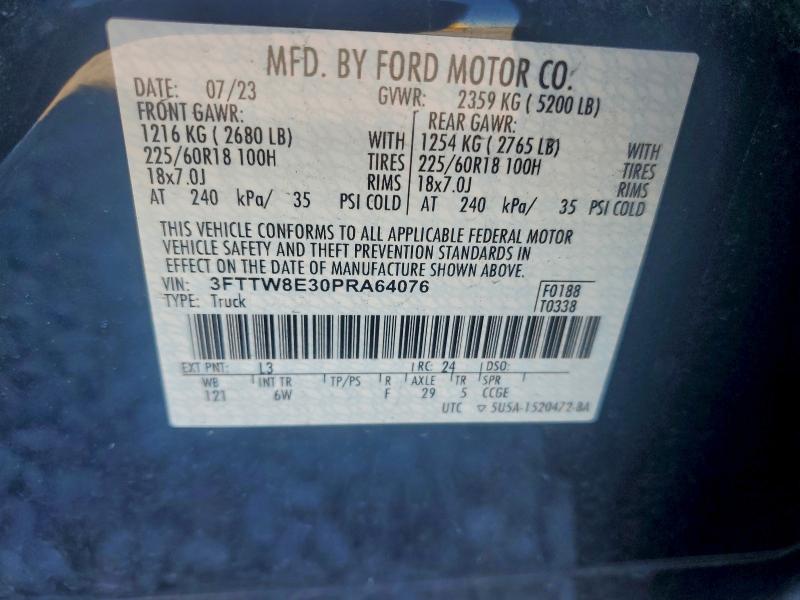 MFD. BY FORD MOTOR CO.
DATE: 07/23 GVWR: 2359 KG ( 5200 LB)
FRONT GAWR: REAR GAWR:
1216 KG ( 2680 LB) WITH 1254 KG ( 2765 LB) WITH
225/60R18 100H TIRES 225/60R18 100H TIRES
18x7.0J RIMS 18x7.0J RIMS
AT 240 kPa/ 35 PSI COLD AT 240 kPa/ 35 PSI COLD
THIS VEHICLE CONFORMS TO ALL APPLICABLE FEDERAL MOTOR
VEHICLE SAFETY AND THEFT PREVENTION STANDARDS IN
EFFECT ON THE DATE OF MANUFACTURE SHOWN ABOVE.
VIN: 3FTTW8E30PRA64076 F0188
TYPE: Truck T0338
EXT PNT: L3 RC: 24 DSO:
WB INT TR TP/PS R AXLE TR SPR
121 6W F 29 5 CCGE
UTC ▽ 5U5A-1520472-BA